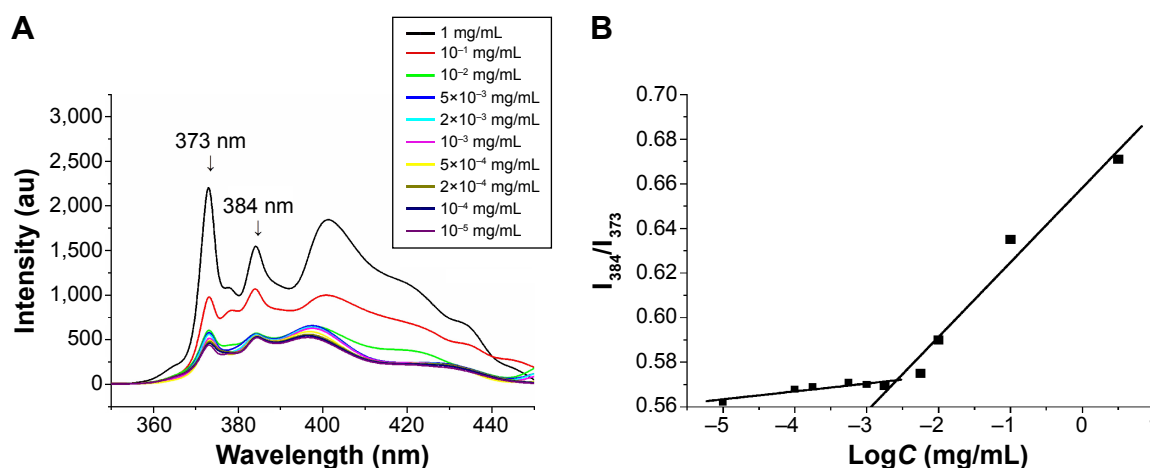 A
373 nm
↓
384 nm
↓
1 mg/mL
10⁻¹ mg/mL
10⁻² mg/mL
5×10⁻³ mg/mL
2×10⁻³ mg/mL
10⁻³ mg/mL
5×10⁻⁴ mg/mL
2×10⁻⁴ mg/mL
10⁻⁴ mg/mL
10⁻⁵ mg/mL
Intensity (au)
3,000
2,500
2,000
1,500
1,000
500
0
360 380 400 420 440
Wavelength (nm)
B
I₃₈₄/I₃₇₃
0.70
0.68
0.66
0.64
0.62
0.60
0.58
0.56
−5 −4 −3 −2 −1 0
LogC (mg/mL)